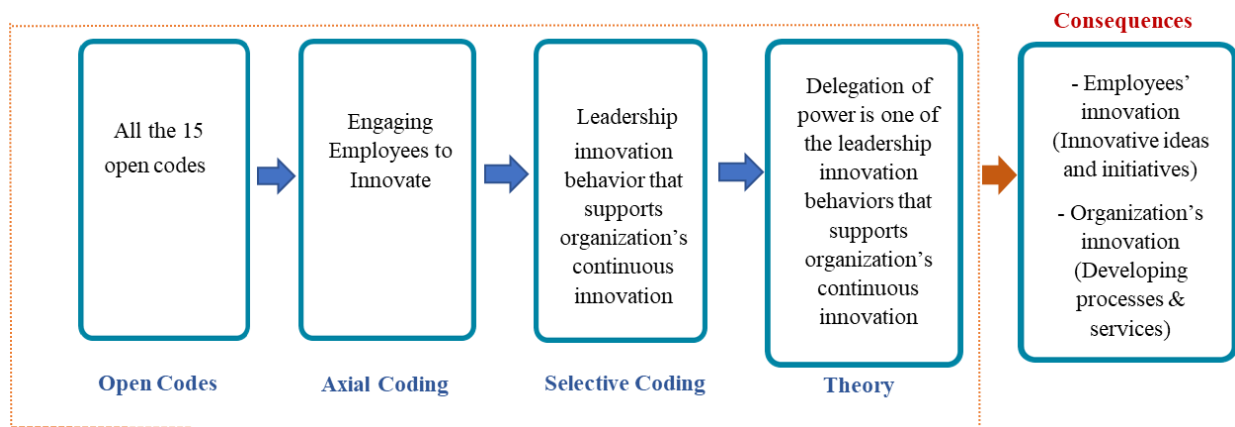 Consequences
All the 15
open codes
Engaging
Employees to
Innovate
Leadership
innovation
behavior that
supports
organization’s
continuous
innovation
Delegation of
power is one of
the leadership
innovation
behaviors that
supports
organization’s
continuous
innovation
- Employees’
innovation
(Innovative ideas
and initiatives)
- Organization’s
innovation
(Developing
processes &
services)
Open Codes
Axial Coding
Selective Coding
Theory